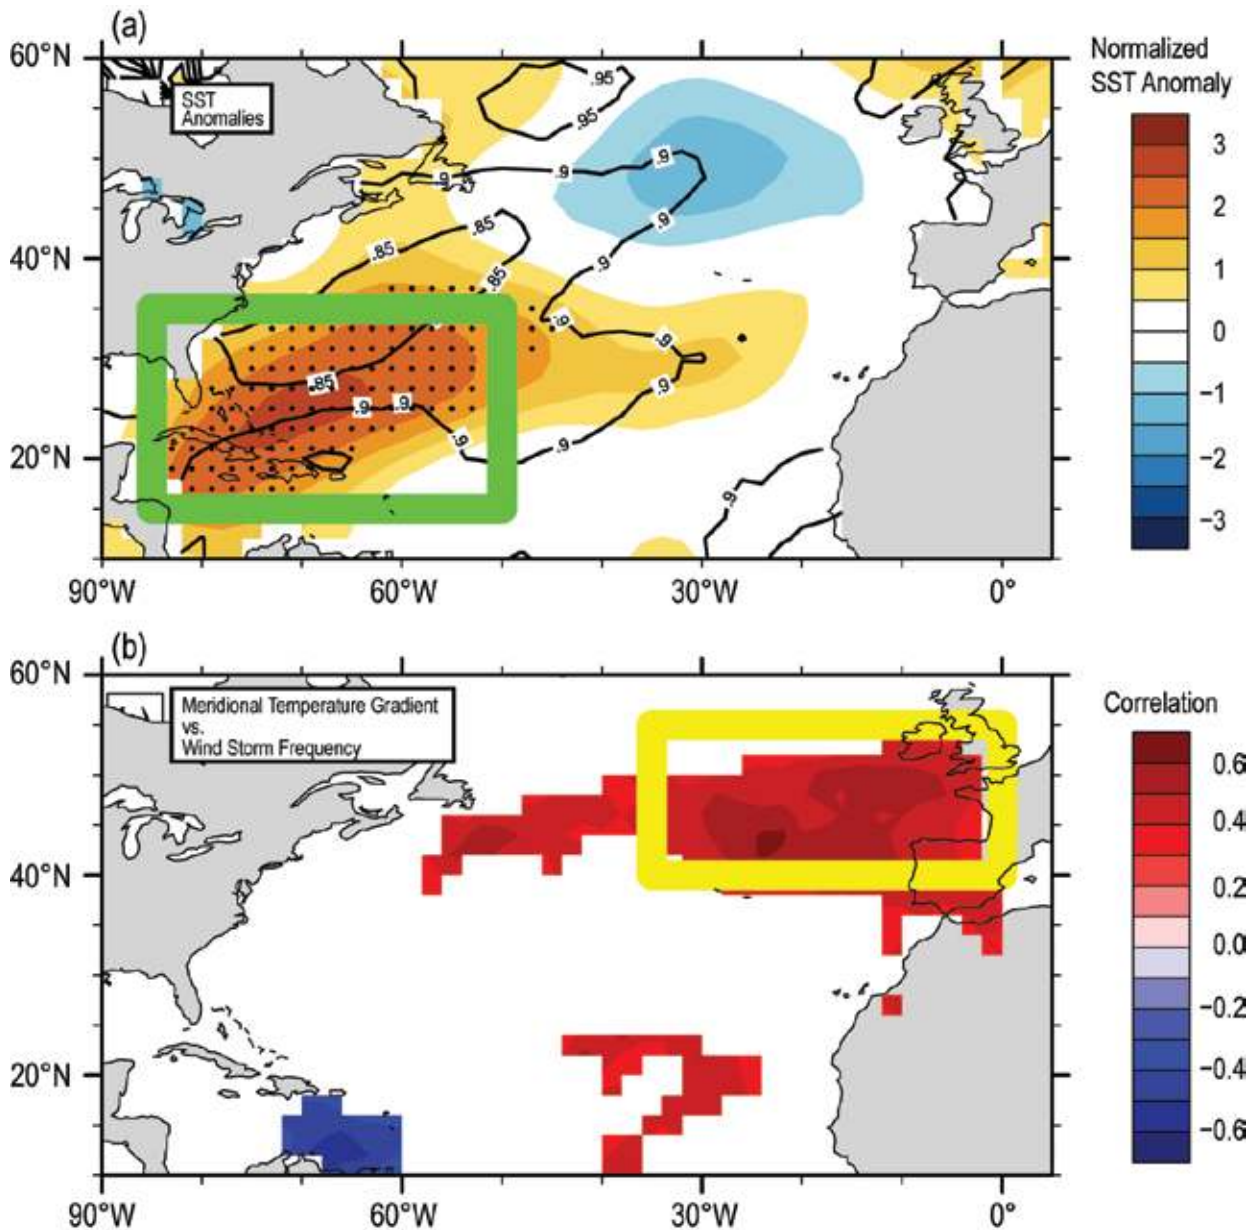 (a)
60°N
40°N
20°N
90°W
60°W
30°W
0°
SST
Anomalies
.95
.95
.9
.9
.9
.9
.9
.85
.85
.85
.85
.9
.9
.9
.9
.9
.9
.9
.9
Normalized
SST Anomaly
3
2
1
0
−1
−2
−3
(b)
60°N
40°N
20°N
90°W
60°W
30°W
0°
Meridional Temperature Gradient
vs.
Wind Storm Frequency
Correlation
0.6
0.4
0.2
0.0
−0.2
−0.4
−0.6